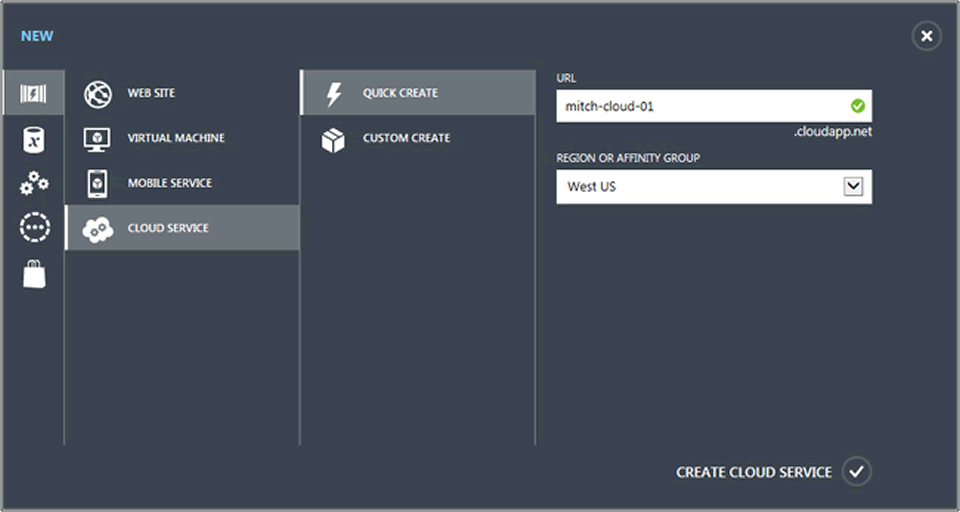 NEW
WEB SITE
VIRTUAL MACHINE
MOBILE SERVICE
CLOUD SERVICE
QUICK CREATE
CUSTOM CREATE
URL
mitch-cloud-01
.cloudapp.net
REGION OR AFFINITY GROUP
West US
CREATE CLOUD SERVICE